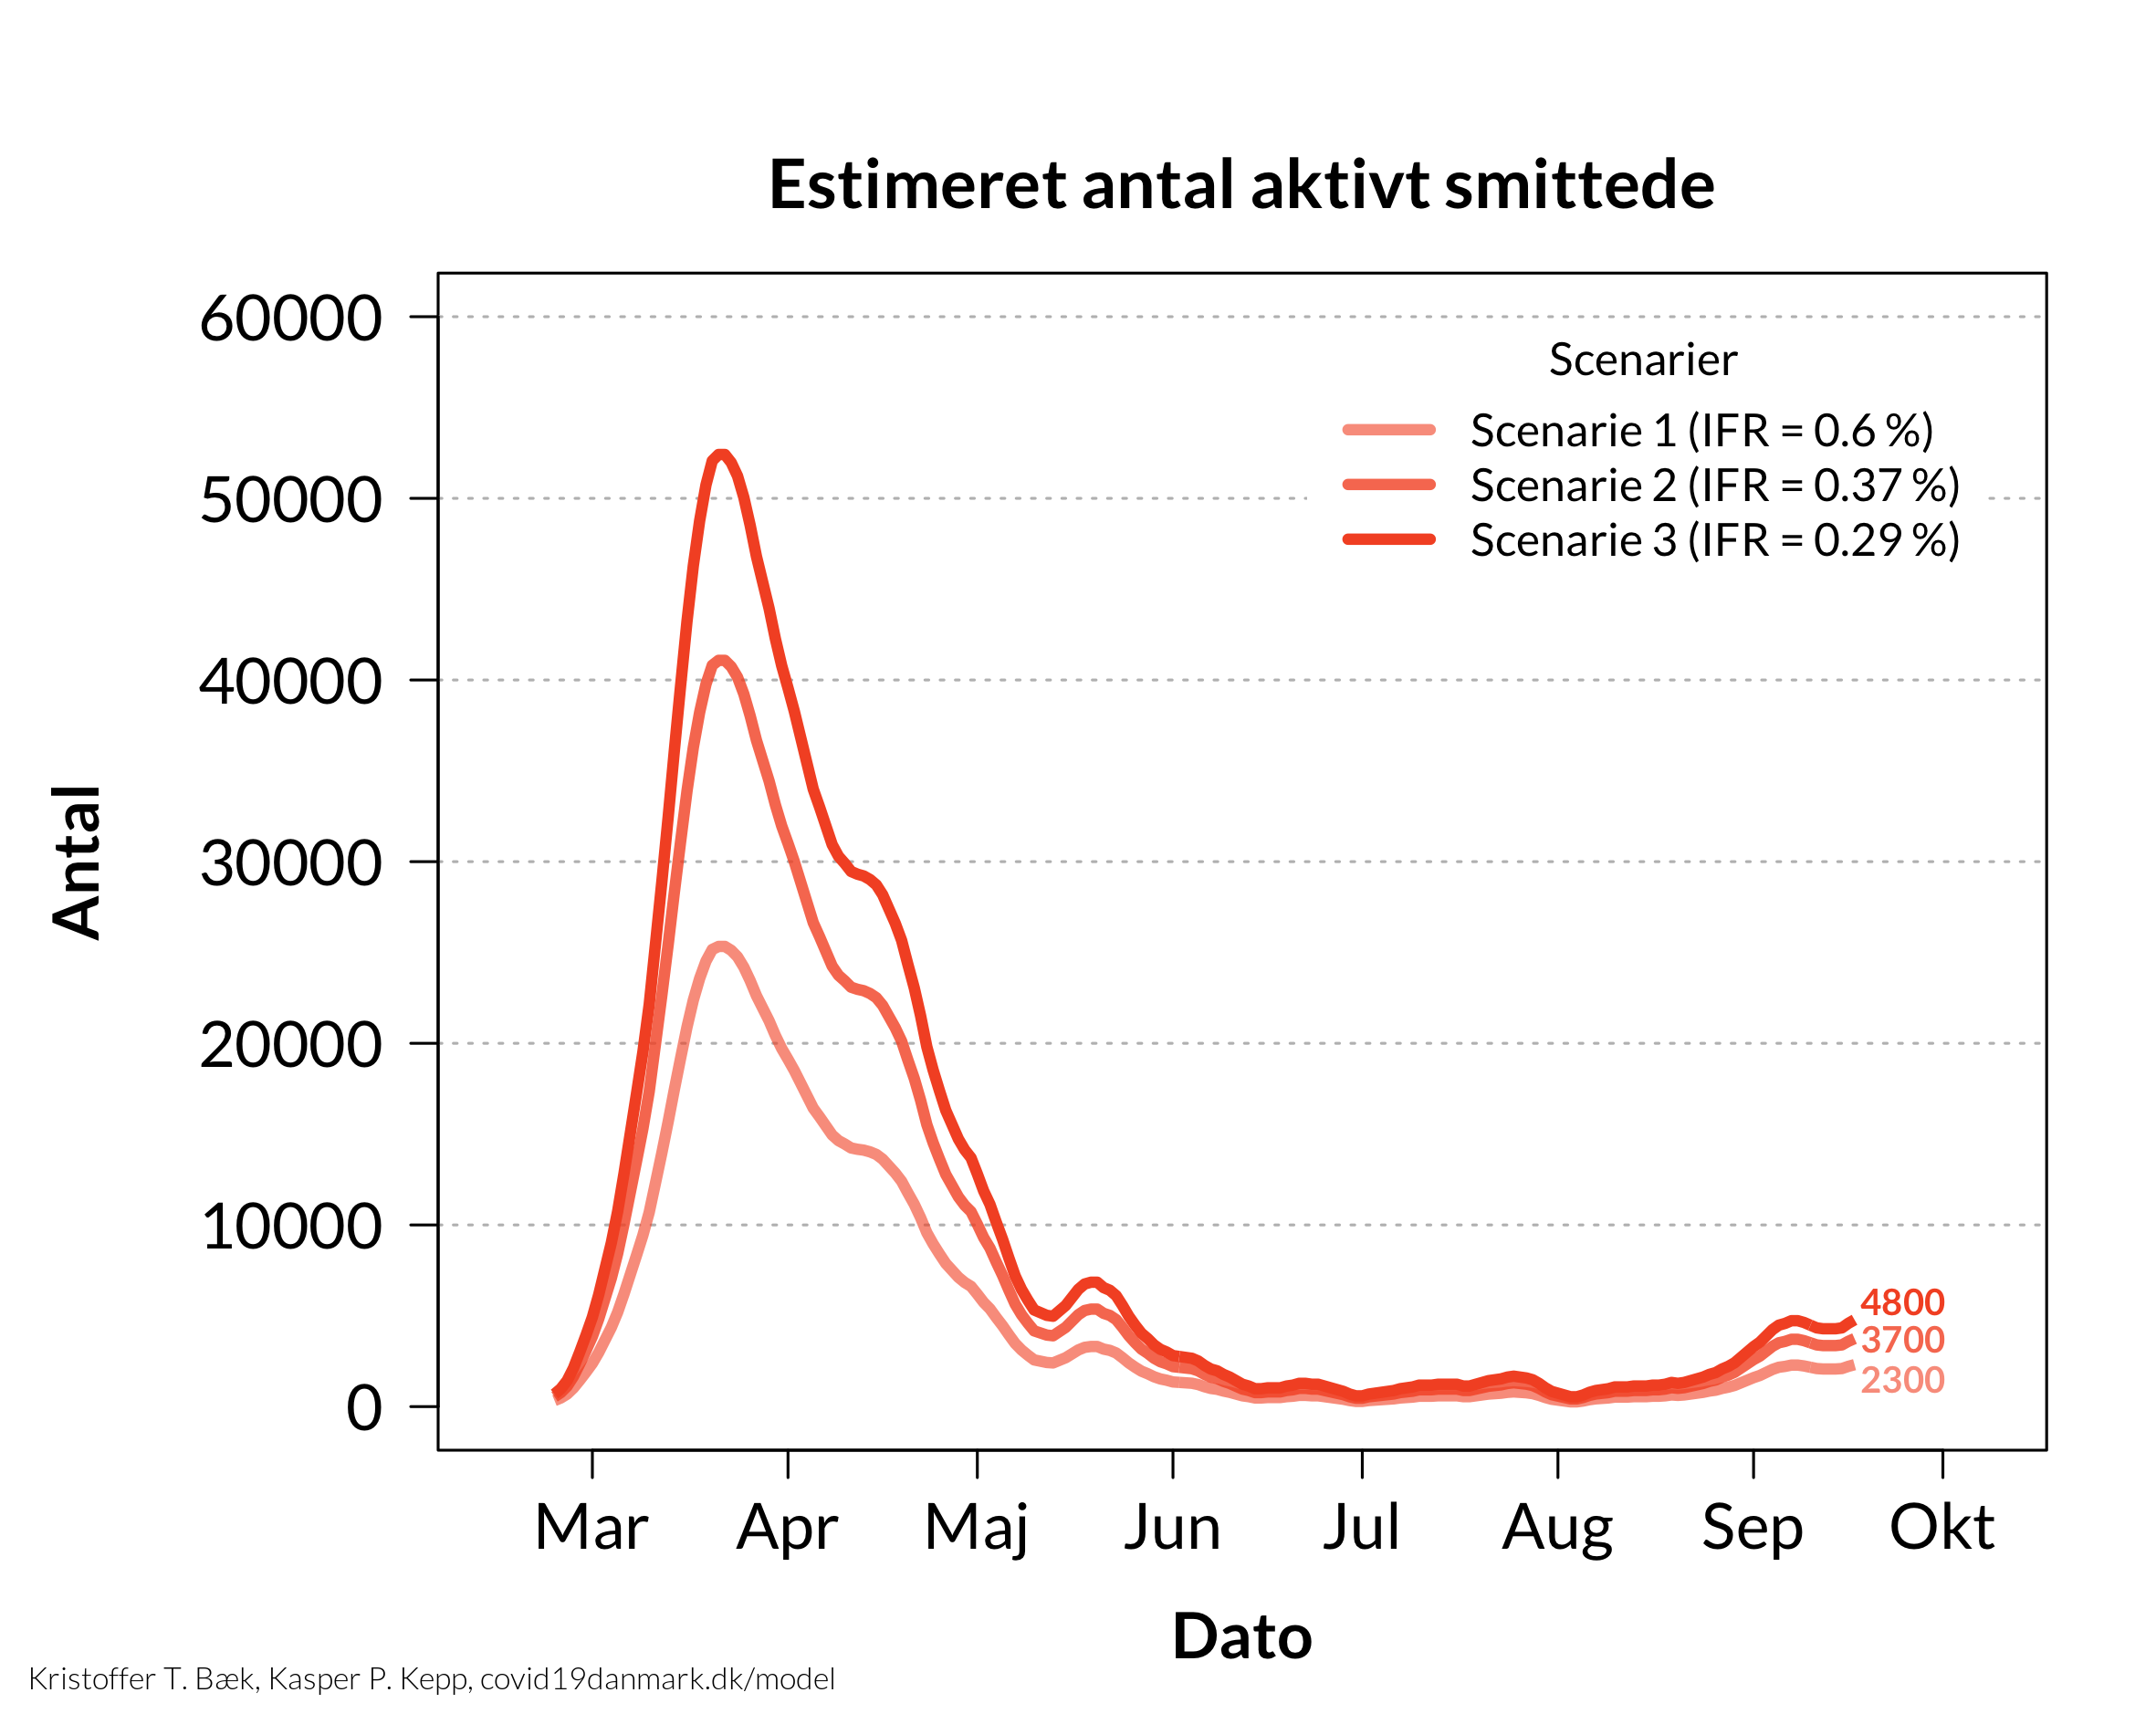 Estimeret antal aktivt smittede
60000
50000
40000
30000
20000
10000
0
Antal
Scenarier
Scenarie 1 (IFR = 0.6 %)
Scenarie 2 (IFR = 0.37 %)
Scenarie 3 (IFR = 0.29 %)
4800
3700
2300
Mar Apr Maj Jun Jul Aug Sep Okt
Dato
Kristoffer T. Bæk, Kasper P. Kepp, covid19danmark.dk/model